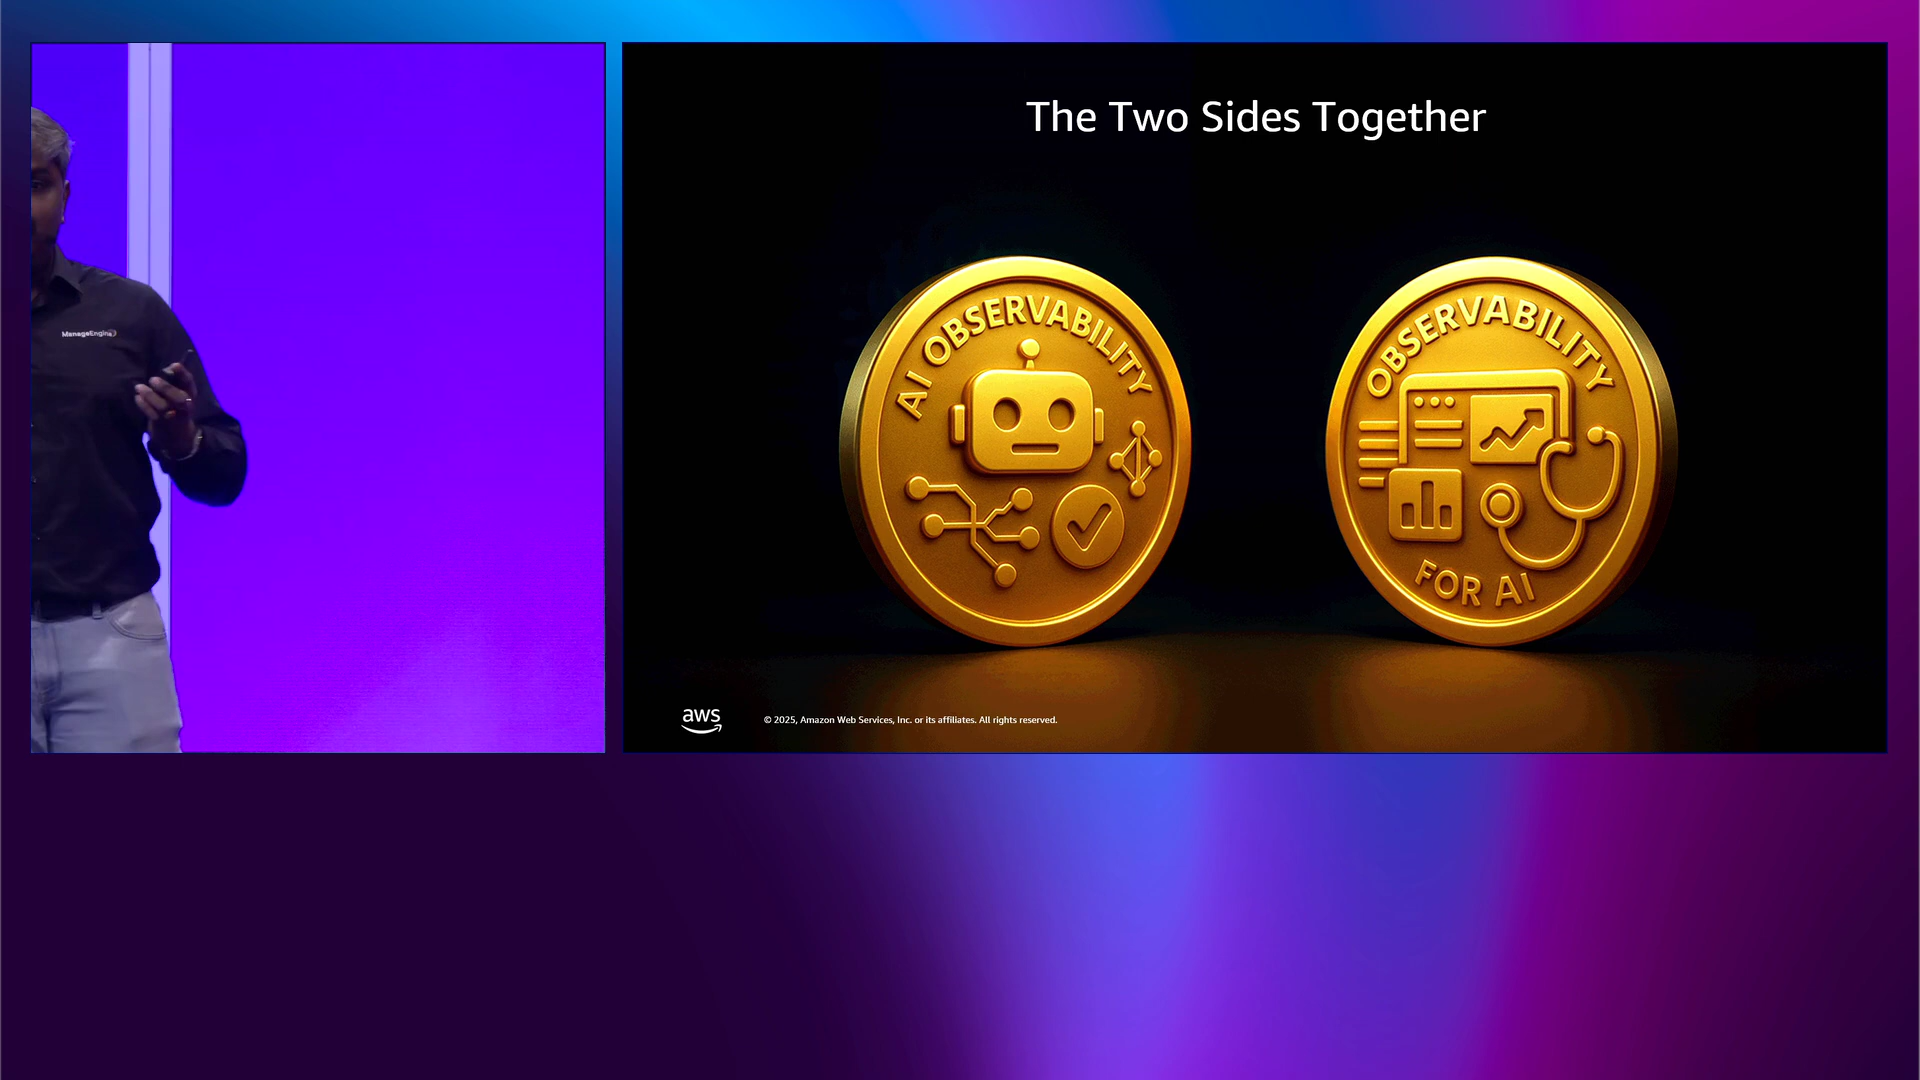 ManageEngine
The Two Sides Together
AI OBSERVABILITY
OBSERVABILITY
FOR AI
aws
© 2025, Amazon Web Services, Inc. or its affiliates. All rights reserved.